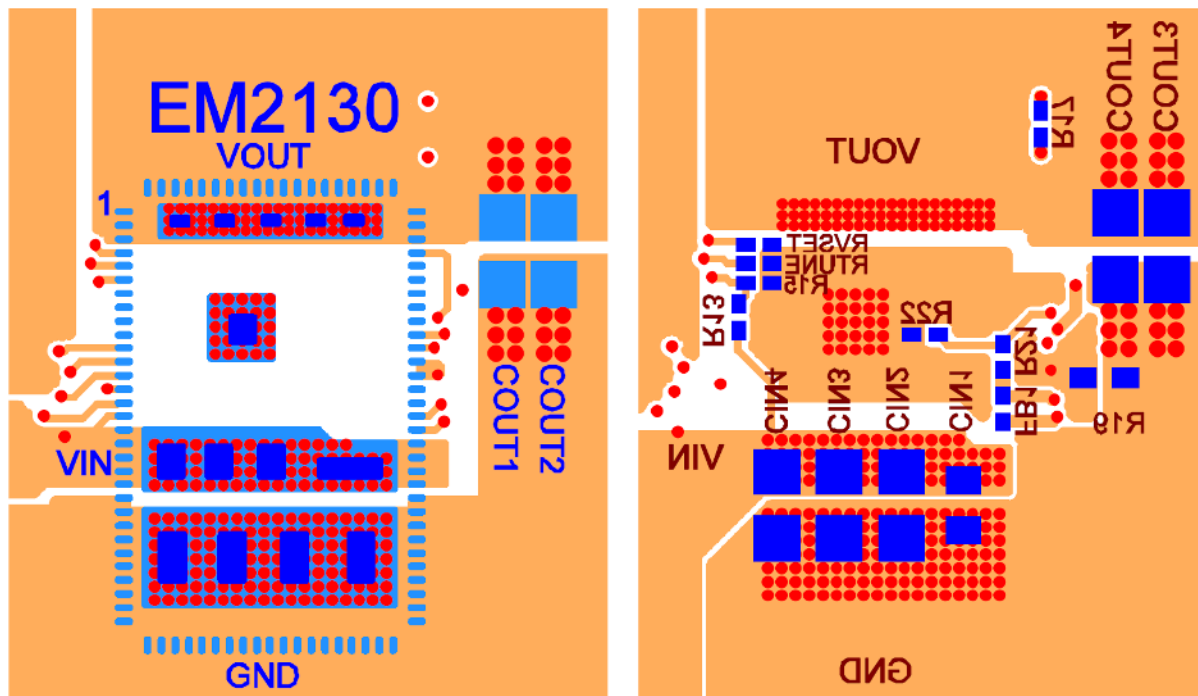 EM2130
VOUT
1
COUT1
COUT2
VIN
GND
COUT4
COUT3
R17
VOUT
RVSET
RTUNE
R15
R13
R22
R21
CIN4
CIN3
CIN2
CIN1
FB1
R19
VIN
GND